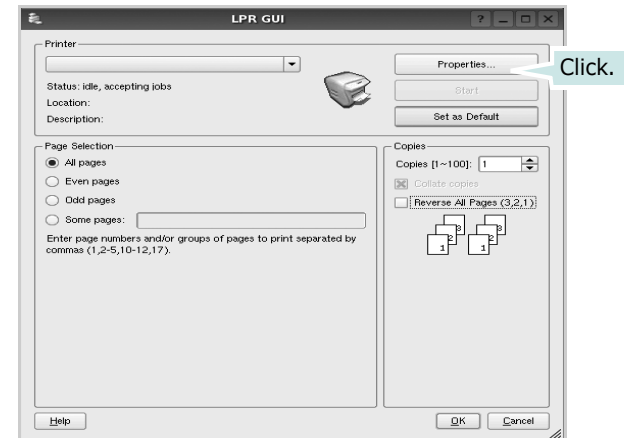 LPR GUI
Printer
Properties...
Click.
Status: idle, accepting jobs
Start
Location:
Description:
Set as Default
Page Selection
All pages
Even pages
Odd pages
Some pages:
Enter page numbers and/or groups of pages to print separated by
commas (1,2-5,10-12,17).
Copies
Copies [1~100]: 1
Collate copies
Reverse All Pages (3,2,1)
3 3
2 2
1 1
Help
OK
Cancel